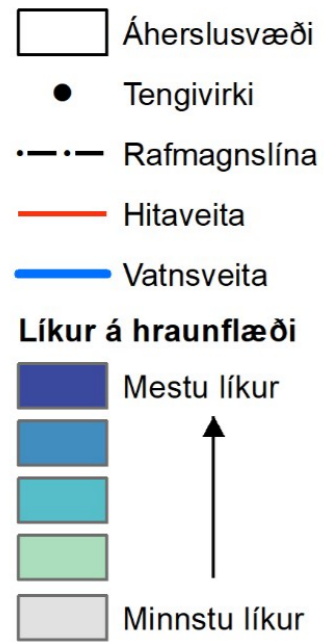 Áherslusvæði
Tengivirki
Rafmagnslína
Hitaveita
Vatnsveita
Líkur á hraunflæði
Mestu líkur
Minnstu líkur